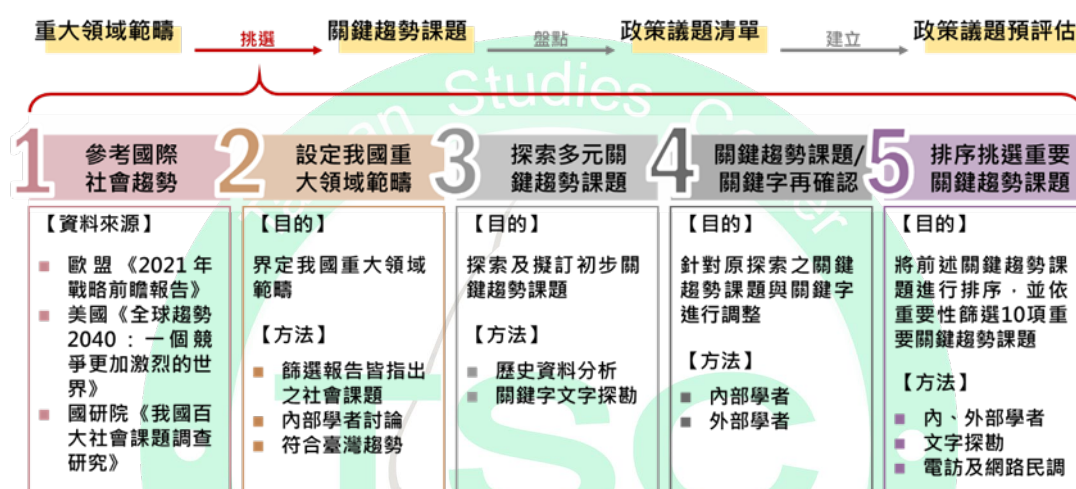 重大領域範疇
挑選
關鍵趨勢課題
盤點
政策議題清單
建立
政策議題預評估
1
參考國際
社會趨勢
【資料來源】
歐盟《2021年
戰略前瞻報告》
美國《全球趨勢
2040：一個競
爭更加激烈的世
界》
國研院《我國百
大社會課題調查
研究》
2
設定我國重
大領域範疇
【目的】
界定我國重大領域
範疇
【方法】
篩選報告皆指出
之社會課題
內部學者討論
符合臺灣趨勢
3
探索多元關
鍵趨勢課題
【目的】
探索及擬訂初步關
鍵趨勢課題
【方法】
歷史資料分析
關鍵字文字探勘
4
關鍵趨勢課題/
關鍵字再確認
【目的】
針對原探索之關鍵
趨勢課題與關鍵字
進行調整
【方法】
內部學者
外部學者
5
排序挑選重要
關鍵趨勢課題
【目的】
將前述關鍵趨勢課
題進行排序，並依
重要性篩選10項重
要關鍵趨勢課題
【方法】
內、外部學者
文字探勘
電訪及網路民調
Studies
TSC